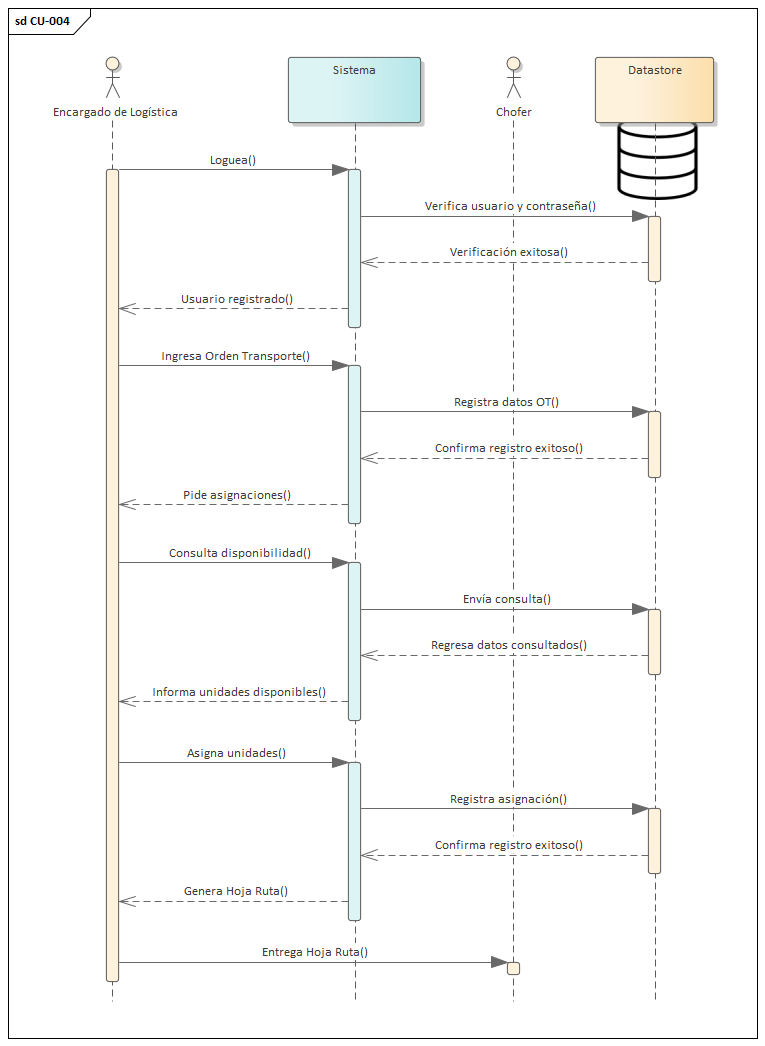 sd CU-004
Sistema
Datastore
Encargado de Logística
Chofer
Loguea()
Verifica usuario y contraseña()
Verificación exitosa()
Usuario registrado()
Ingresa Orden Transporte()
Registra datos OT()
Confirma registro exitoso()
Pide asignaciones()
Consulta disponibilidad()
Envía consulta()
Regresa datos consultados()
Informa unidades disponibles()
Asigna unidades()
Registra asignación()
Confirma registro exitoso()
Genera Hoja Ruta()
Entrega Hoja Ruta()